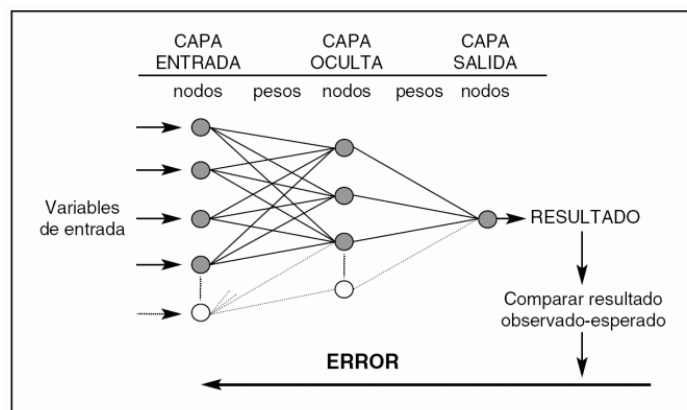 CAPA CAPA CAPA
ENTRADA OCULTA SALIDA
nodos pesos nodos pesos nodos
Variables
de entrada
RESULTADO
Comparar resultado
observado-esperado
ERROR